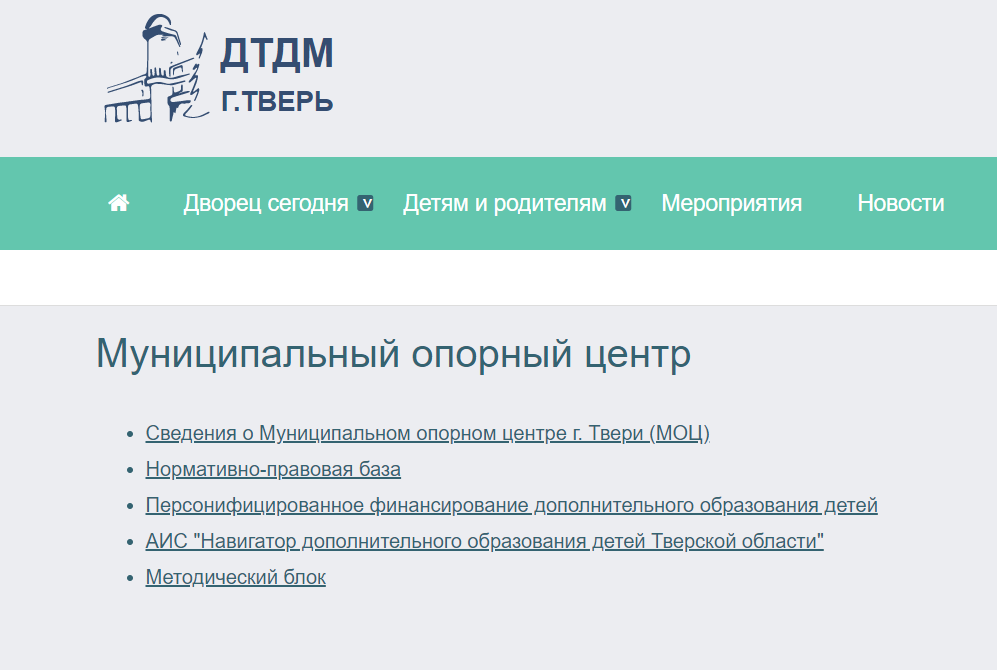 ДТДМ
Г.ТВЕРЬ
Дворец сегодня v Детям и родителям v Мероприятия Новости
Муниципальный опорный центр
Сведения о Муниципальном опорном центре г. Твери (МОЦ)
Нормативно-правовая база
Персонифицированное финансирование дополнительного образования детей
АИС "Навигатор дополнительного образования детей Тверской области"
Методический блок